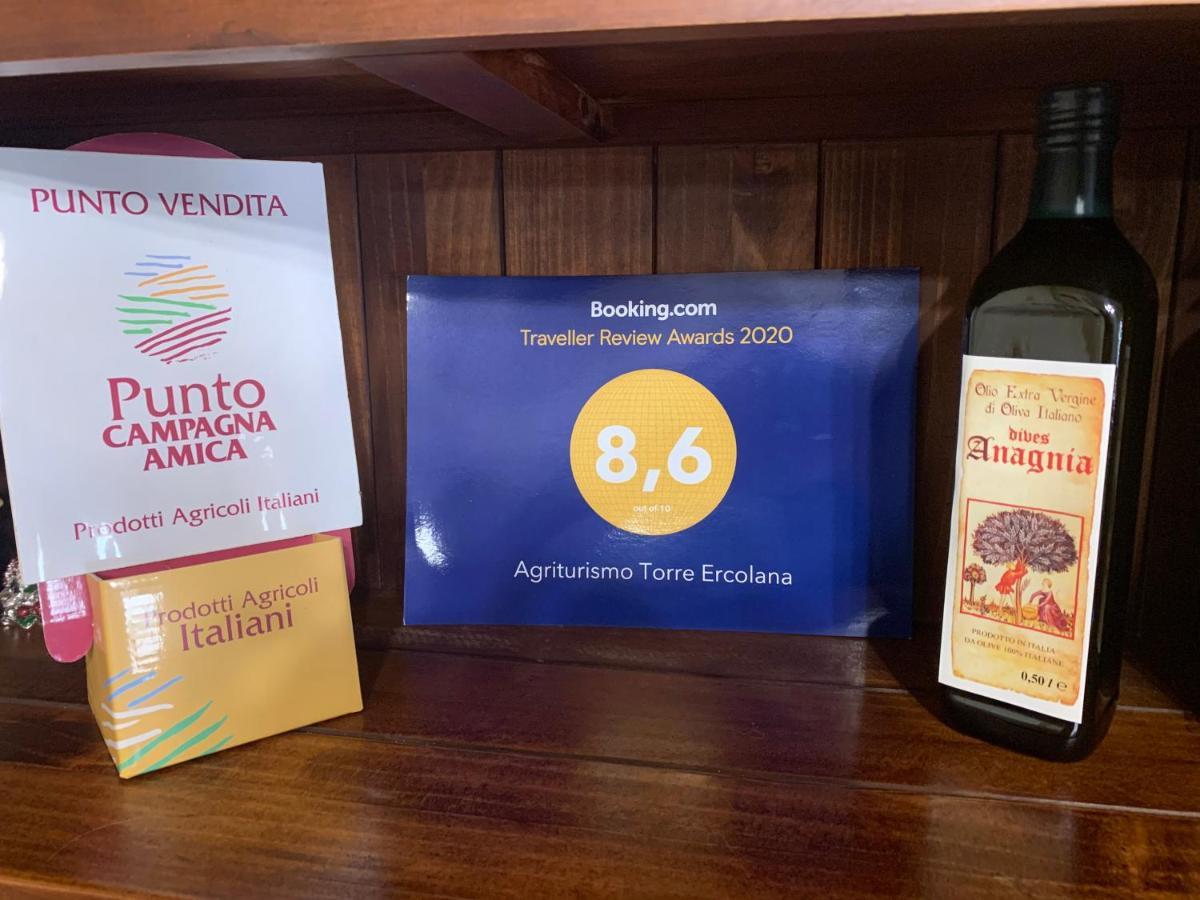 PUNTO VENDITA
Punto
CAMPAGNA
AMICA
Prodotti Agricoli Italiani
Prodotti Agricoli
Italiani
Booking.com
Traveller Review Awards 2020
8,6
out of 10
Agriturismo Torre Ercolana
Olio Extra Vergine
di Oliva Italiano
dives
Anagnia
PRODOTTO IN ITALIA
DA OLIVE 100% ITALIANE
0,50 l e